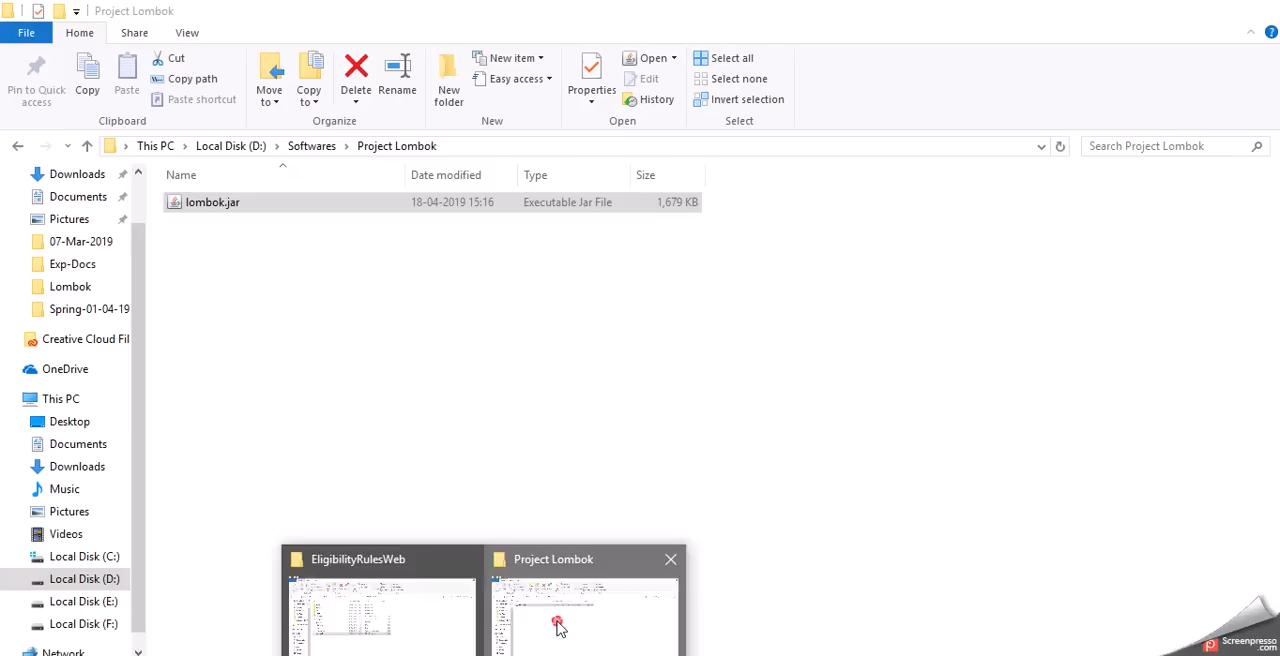 Project Lombok
File Home Share View
Pin to Quick access
Copy
Paste
Cut
Copy path
Paste shortcut
Clipboard
Move to
Copy to
Delete
Rename
Organize
New folder
New item
Easy access
New
Properties
Open
Edit
History
Open
Select all
Select none
Invert selection
Select
This PC > Local Disk (D:) > Softwares > Project Lombok
Search Project Lombok
Name Date modified Type Size
lombok.jar 18-04-2019 15:16 Executable Jar File 1,679 KB
Downloads
Documents
Pictures
07-Mar-2019
Exp-Docs
Lombok
Spring-01-04-19
Creative Cloud Fil
OneDrive
This PC
Desktop
Documents
Downloads
Music
Pictures
Videos
Local Disk (C:)
Local Disk (D:)
Local Disk (E:)
Local Disk (F:)
Network
EligibilityRulesWeb
Project Lombok
Screenpresso
.com